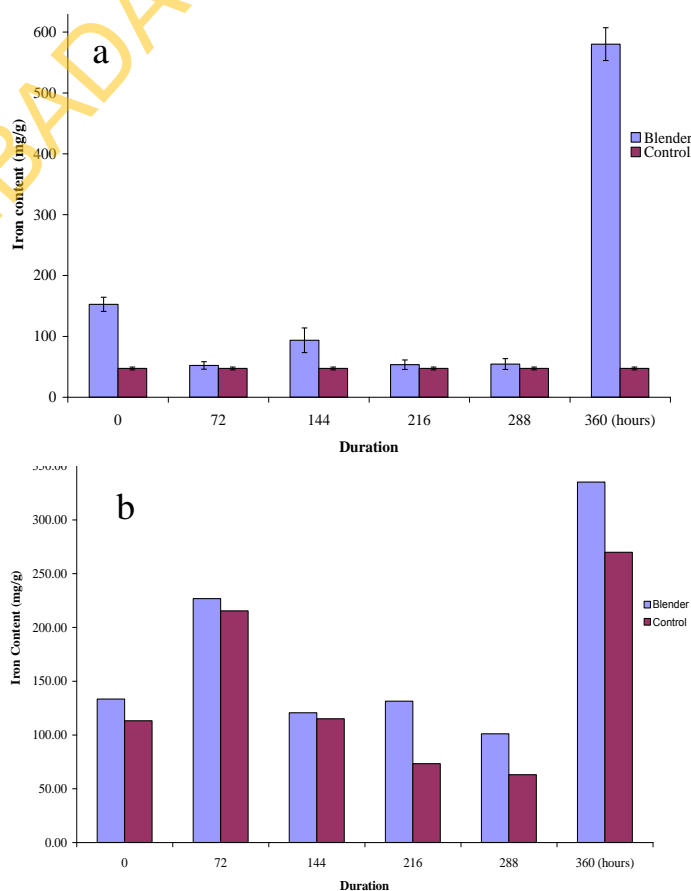 BADA
600
a
500
Blender
400
Control
Iron content (mg/g)
300
200
100
0
0 72 144 216 288 360 (hours)
Duration
350.00
b
300.00
250.00
Blender
Control
200.00
Iron Content (mg/g)
150.00
100.00
50.00
0.00
0 72 144 216 288 360 (hours)
Duration